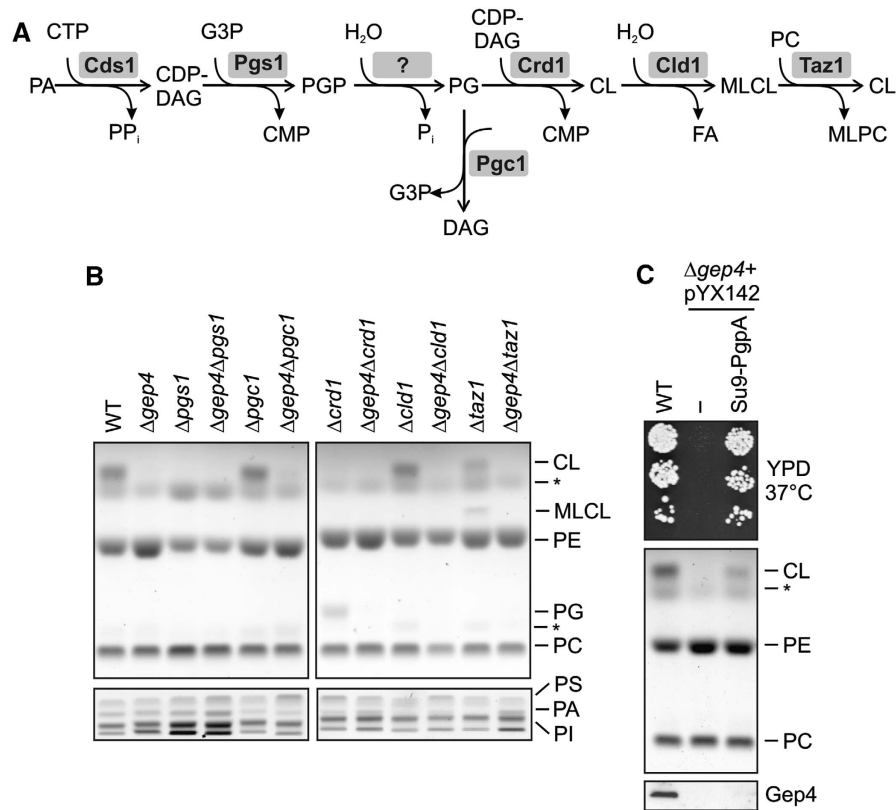 A
CTP G3P H₂O CDP-DAG H₂O PC
Cds1 Pgs1 ? Crd1 Cld1 Taz1
PA CDP-DAG PGP PG CL MLCL CL
PPi CMP Pi CMP FA MLPC
Pgc1
G3P
DAG
B
WT Δgep4 Δpgs1 Δgep4Δpgs1 Δpgc1 Δgep4Δpgc1 Δcrd1 Δgep4Δcrd1 Δcld1 Δgep4Δcld1 Δtaz1 Δgep4Δtaz1
CL
*
MLCL
PE
PG
*
PC
PS
PA
PI
C
Δgep4+
pYX142
WT – Su9-PgpA
YPD
37°C
CL
*
PE
PC
Gep4